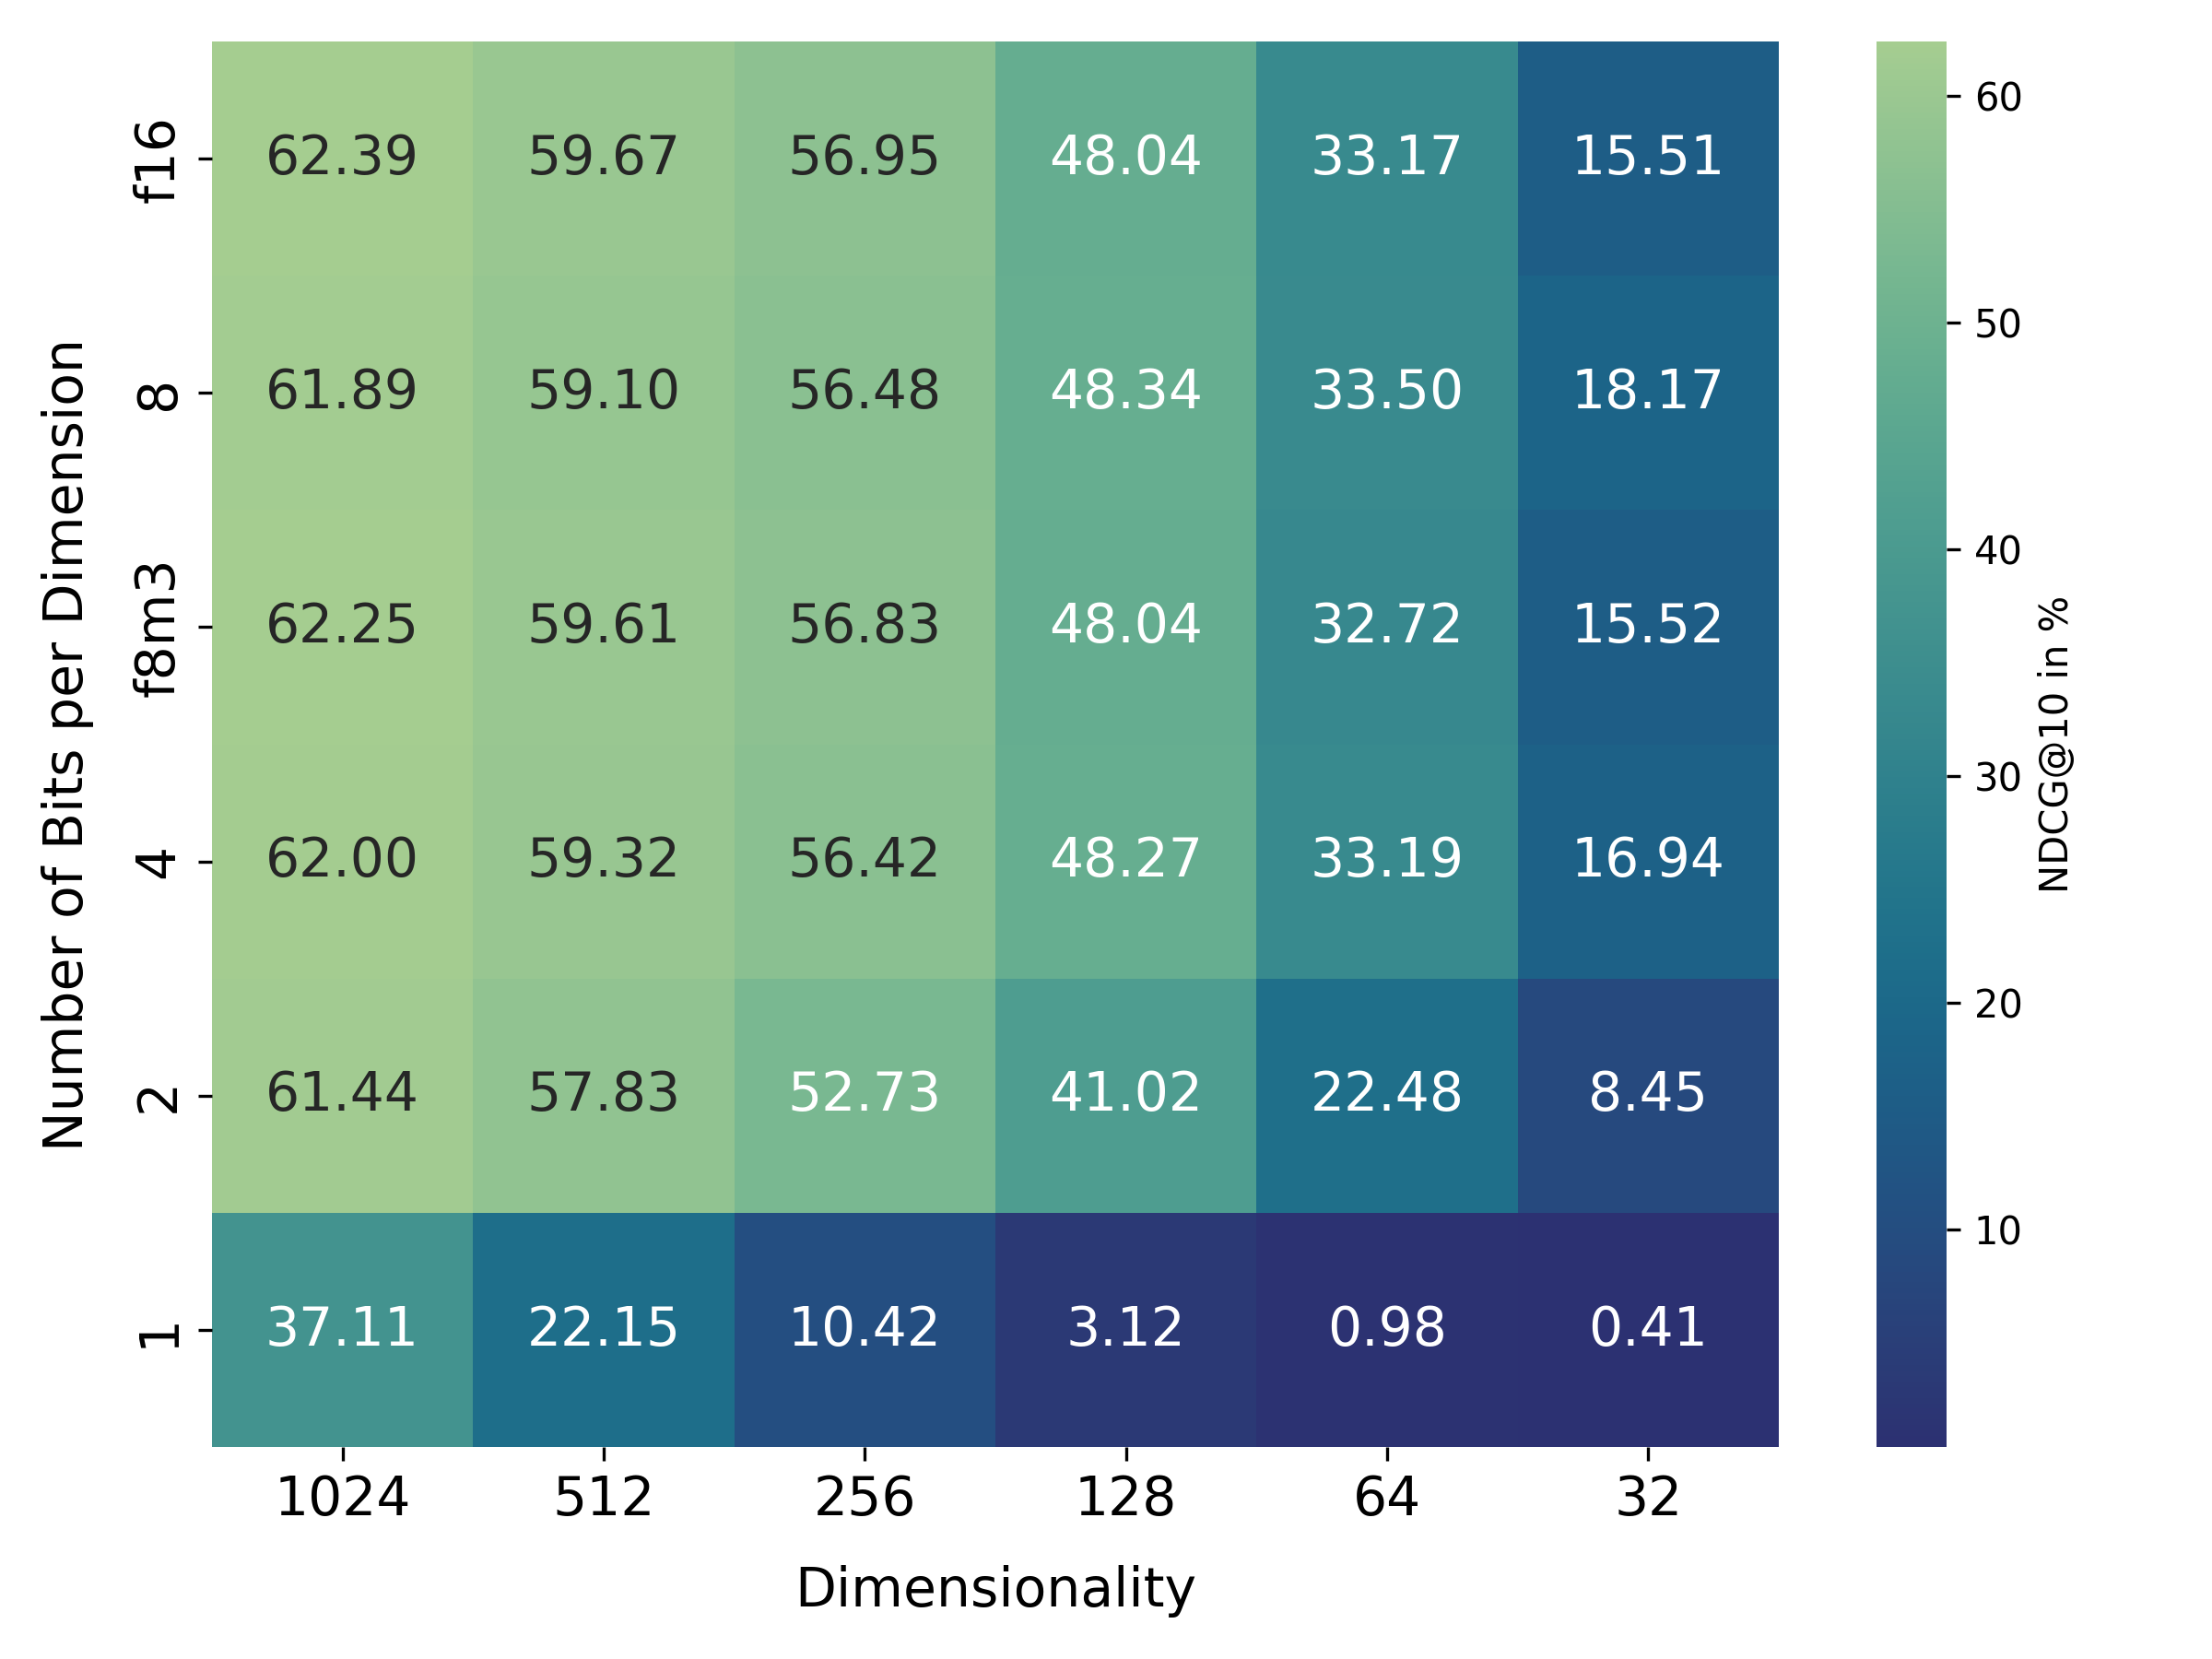 Number of Bits per Dimension
f16 62.39 59.67 56.95 48.04 33.17 15.51
8 61.89 59.10 56.48 48.34 33.50 18.17
f8m3 62.25 59.61 56.83 48.04 32.72 15.52
4 62.00 59.32 56.42 48.27 33.19 16.94
2 61.44 57.83 52.73 41.02 22.48 8.45
1 37.11 22.15 10.42 3.12 0.98 0.41
1024 512 256 128 64 32
Dimensionality
60
50
40
30
20
10
NDCG@10 in %